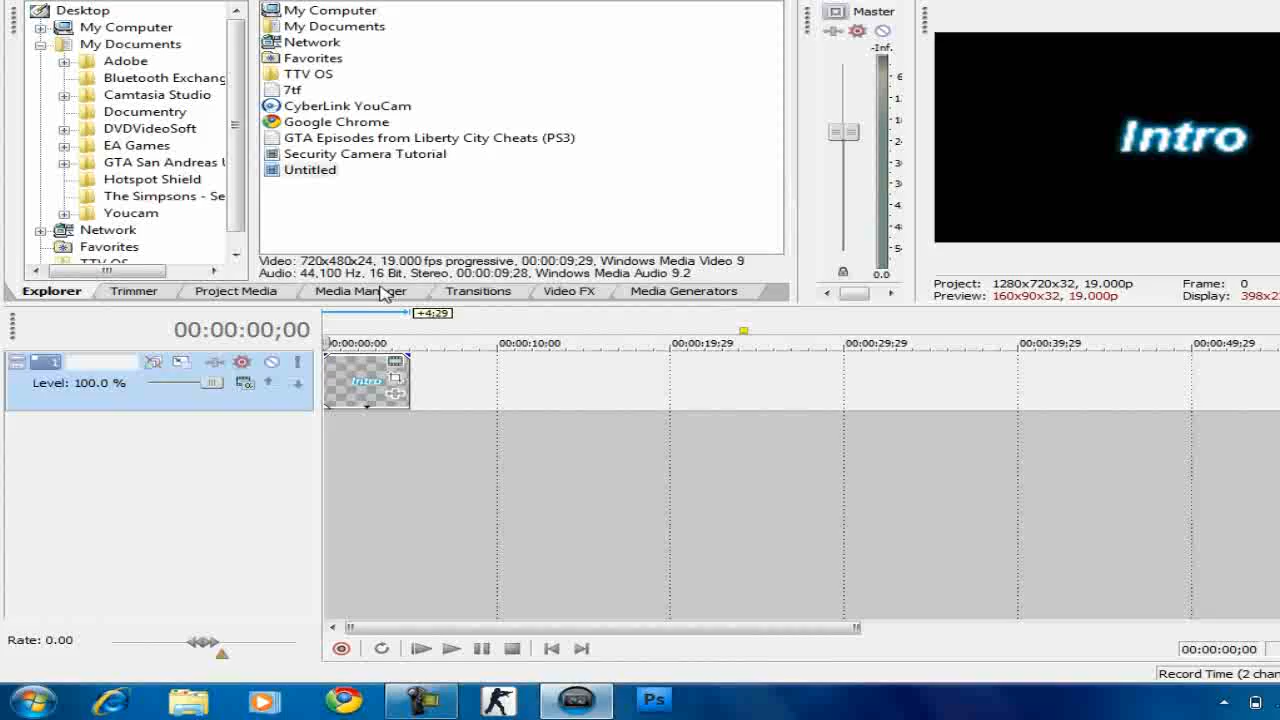 Desktop
My Computer
My Documents
Adobe
Bluetooth Exchang
Camtasia Studio
Documentry
DVDVideoSoft
EA Games
GTA San Andreas U
Hotspot Shield
The Simpsons - Se
Youcam
Network
Favorites
TTV OS
My Computer
My Documents
Network
Favorites
TTV OS
7tf
CyberLink YouCam
Google Chrome
GTA Episodes from Liberty City Cheats (PS3)
Security Camera Tutorial
Untitled
Video: 720x480x24, 19.000 fps progressive, 00:00:09;29, Windows Media Video 9
Audio: 44,100 Hz, 16 Bit, Stereo, 00:00:09;28, Windows Media Audio 9.2
Explorer Trimmer Project Media Media Manager Transitions Video FX Media Generators
Master
-Inf.
6
1
2
3
4
5
0.0
Intro
Project: 1280x720x32, 19.000p Frame: 0
Preview: 160x90x32, 19.000p Display: 398x2
+4;29
00:00:00;00
00:00:00 00:00:10:00 00:00:19;29 00:00:29;29 00:00:39;29 00:00:49;29
1
Level: 100.0 %
Intro
Rate: 0.00
00:00:00;00
Record Time (2 chan
Ps